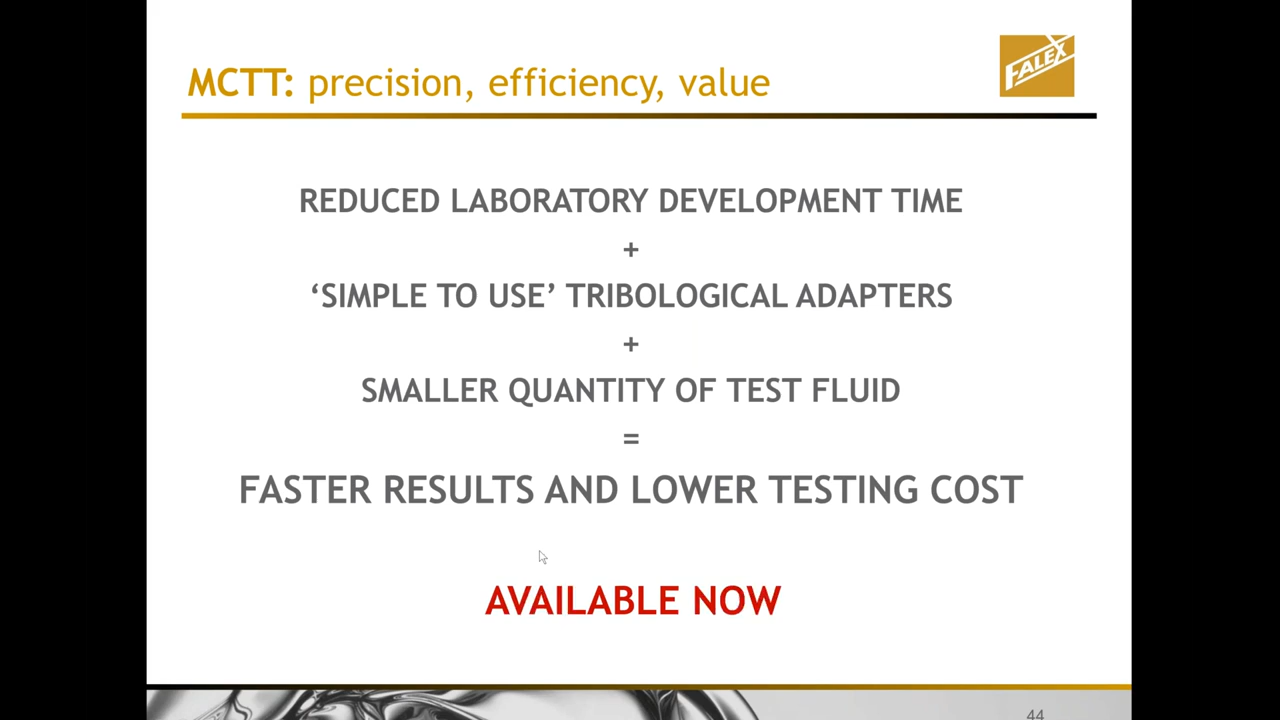 MCTT: precision, efficiency, value
FALEX
REDUCED LABORATORY DEVELOPMENT TIME
+
‘SIMPLE TO USE’ TRIBOLOGICAL ADAPTERS
+
SMALLER QUANTITY OF TEST FLUID
=
FASTER RESULTS AND LOWER TESTING COST
AVAILABLE NOW
44